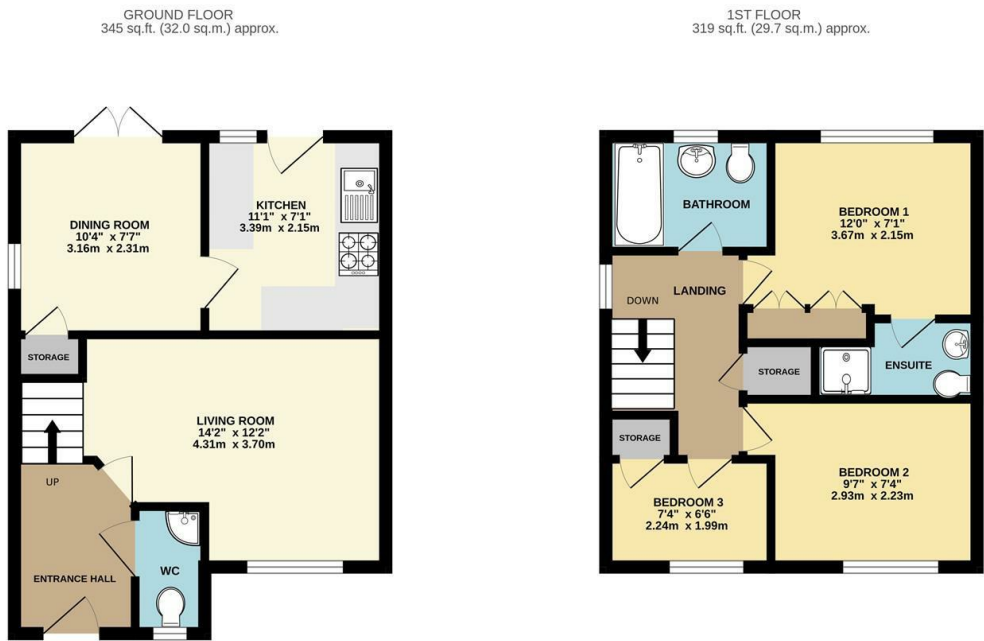 GROUND FLOOR
345 sq.ft. (32.0 sq.m.) approx.
DINING ROOM
10'4" x 7'7"
3.16m x 2.31m
KITCHEN
11'1" x 7'1"
3.39m x 2.15m
STORAGE
LIVING ROOM
14'2" x 12'2"
4.31m x 3.70m
UP
ENTRANCE HALL
WC
1ST FLOOR
319 sq.ft. (29.7 sq.m.) approx.
BATHROOM
BEDROOM 1
12'0" x 7'1"
3.67m x 2.15m
LANDING
DOWN
STORAGE
ENSUITE
STORAGE
BEDROOM 2
9'7" x 7'4"
2.93m x 2.23m
BEDROOM 3
7'4" x 6'6"
2.24m x 1.99m